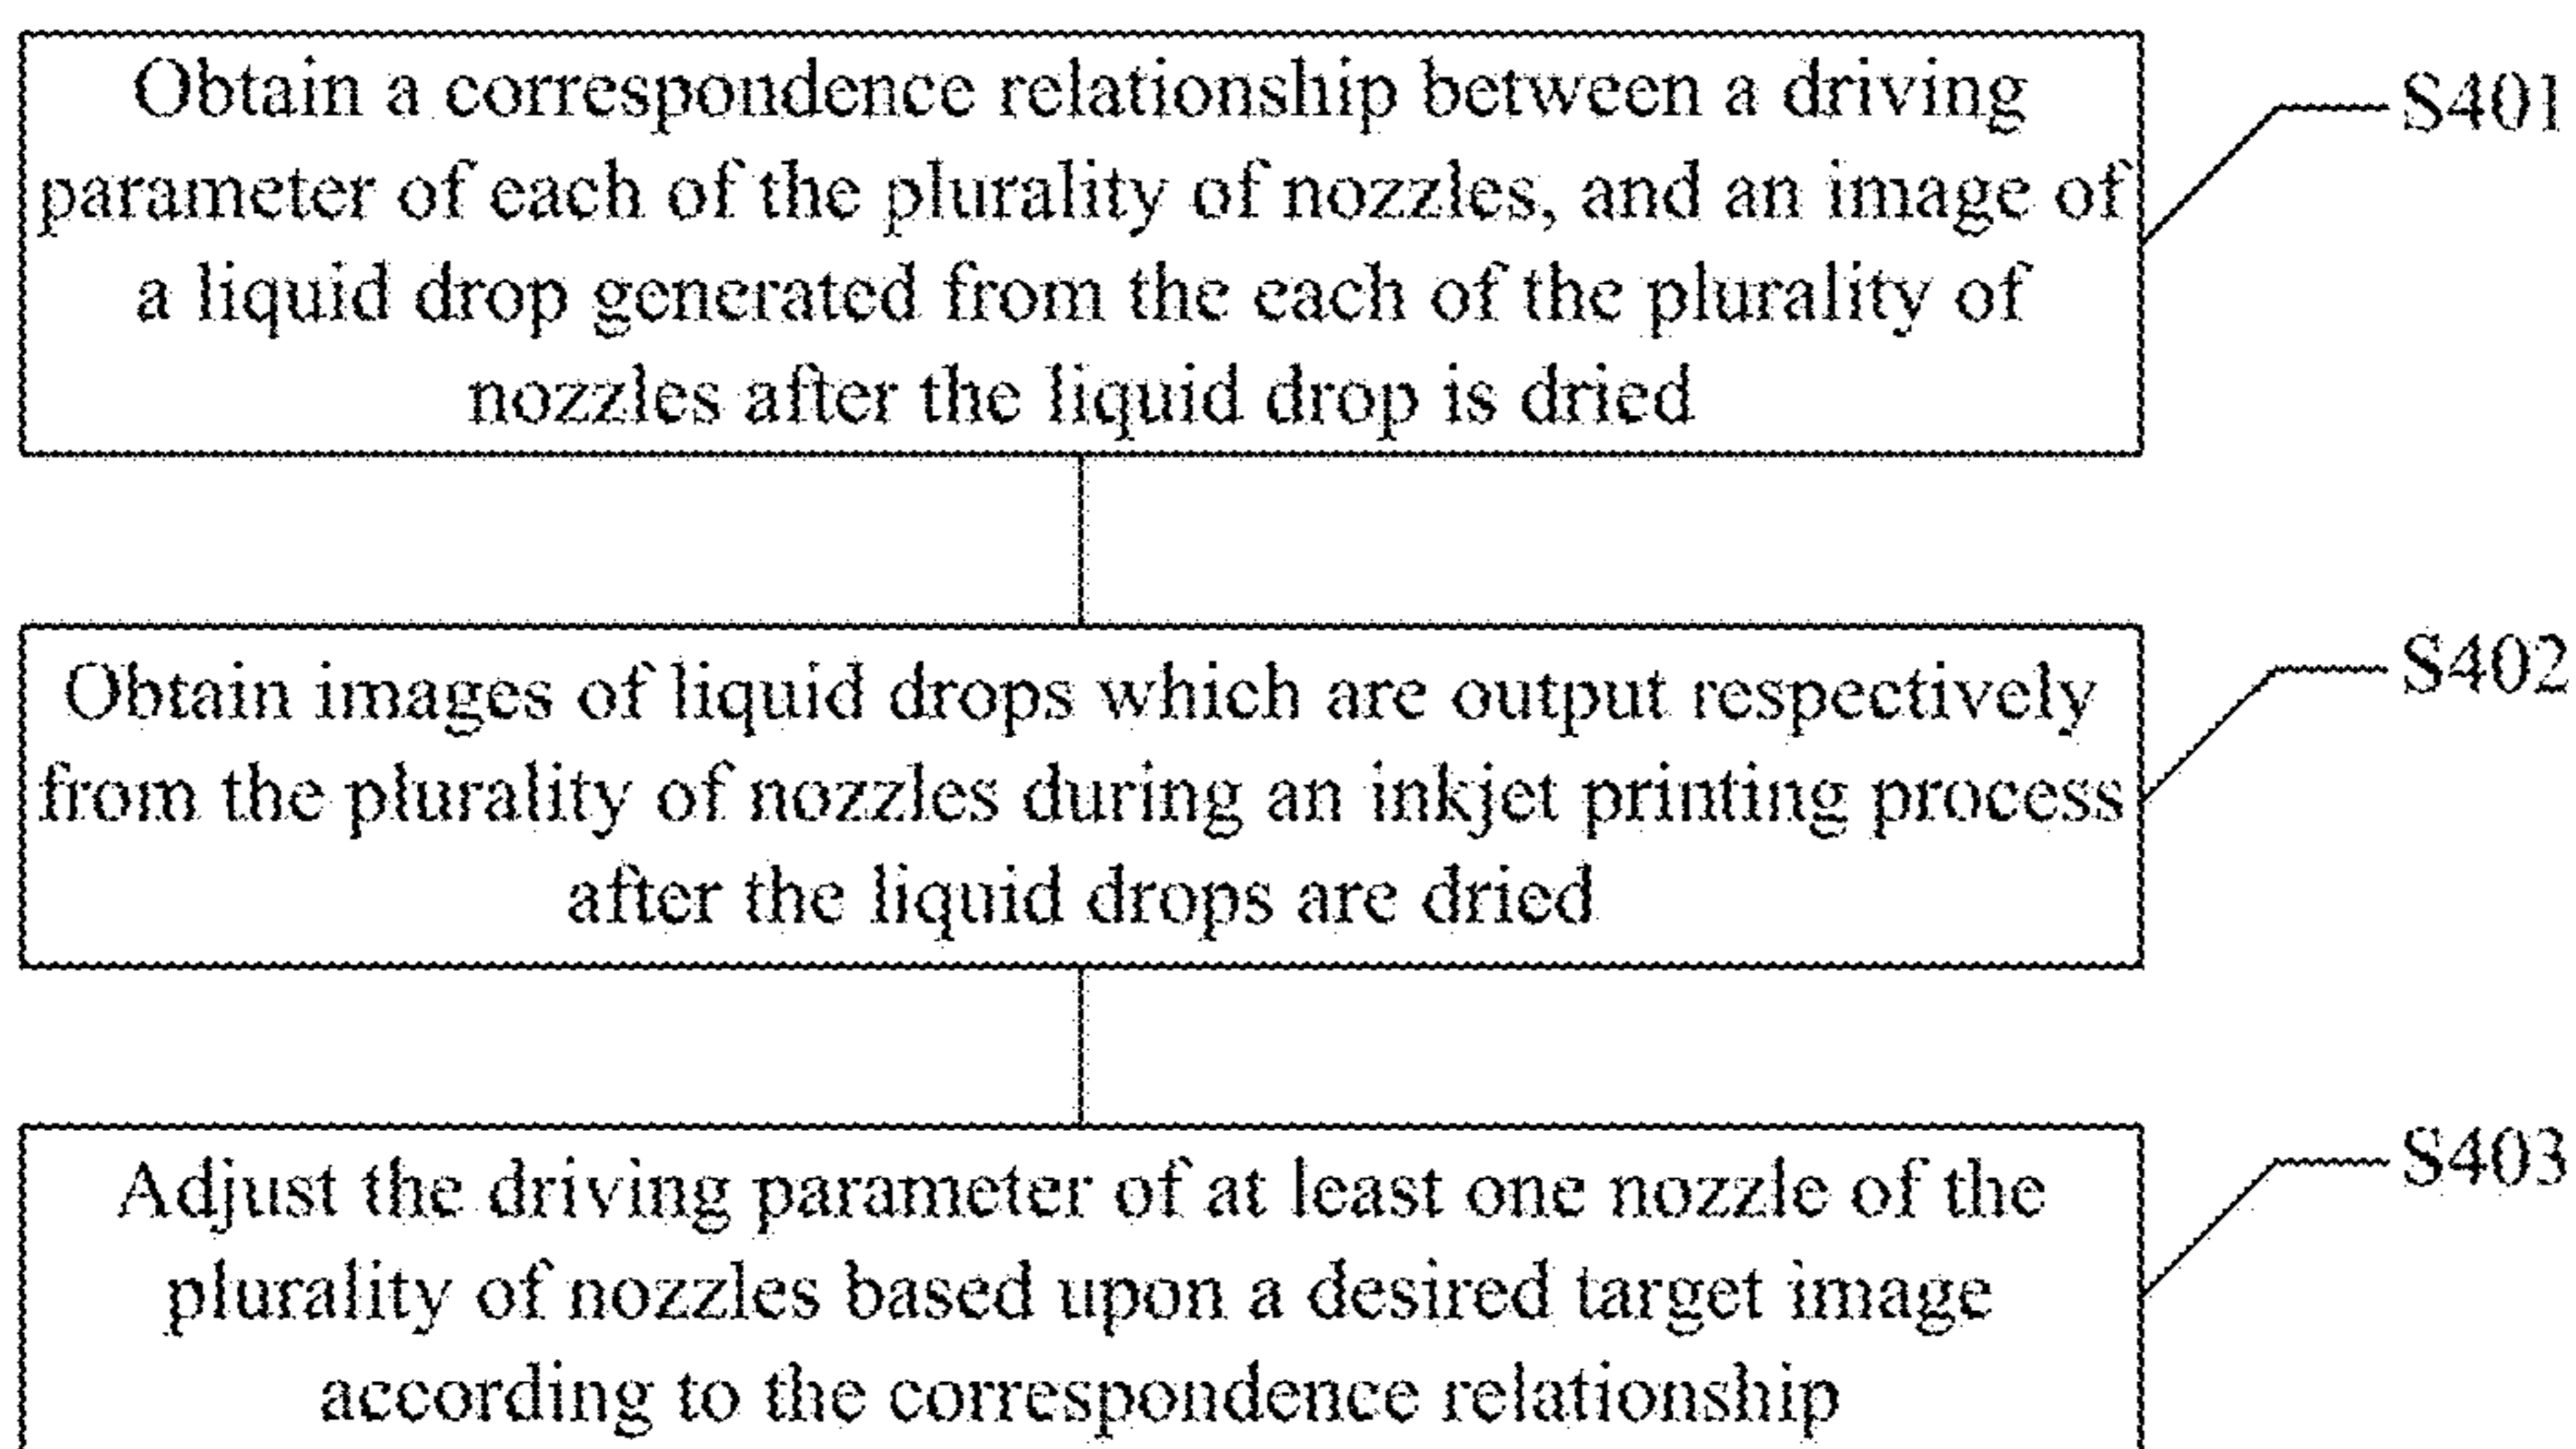 Obtain a correspondence relationship between a driving
parameter of each of the plurality of nozzles, and an image of
a liquid drop generated from the each of the plurality of
nozzles after the liquid drop is dried
S401
Obtain images of liquid drops which are output respectively
from the plurality of nozzles during an inkjet printing process
after the liquid drops are dried
S402
Adjust the driving parameter of at least one nozzle of the
plurality of nozzles based upon a desired target image
according to the correspondence relationship
S403